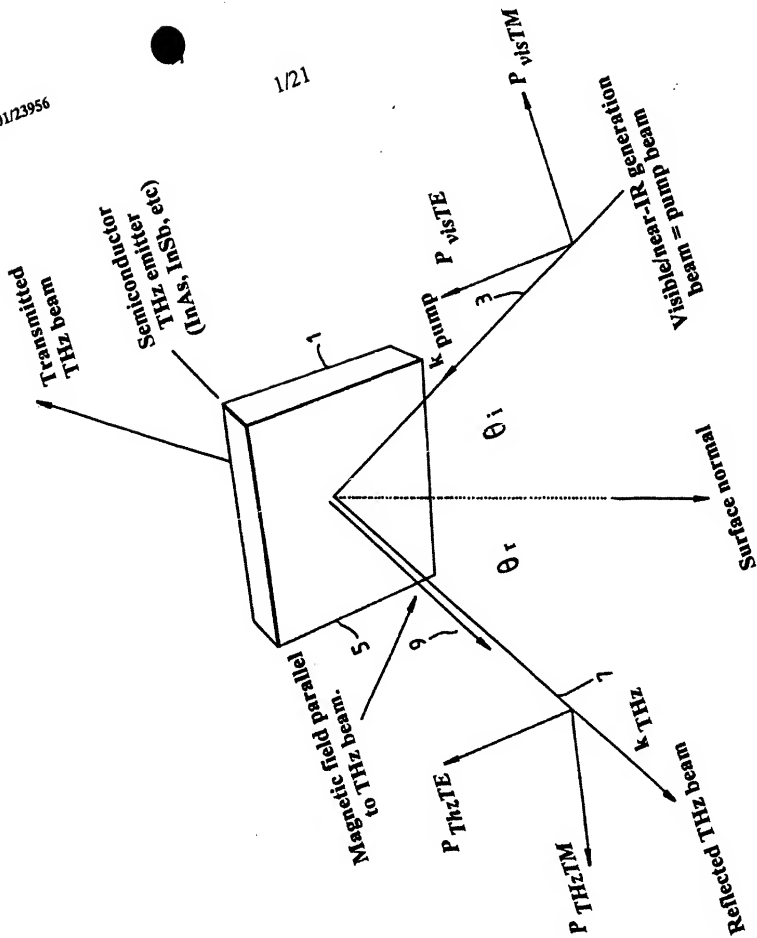 01/23956
1/21
Transmitted
THz beam
Semiconductor
THz emitter
(InAs, InSb, etc)
1
P visTM
P visTE
k pump
3
Visible/near-IR generation
beam = pump beam
θ i
θ r
Surface normal
5
9
Magnetic field parallel
to THz beam.
P ThzTE
P THzTM
7
k THz
Reflected THz beam